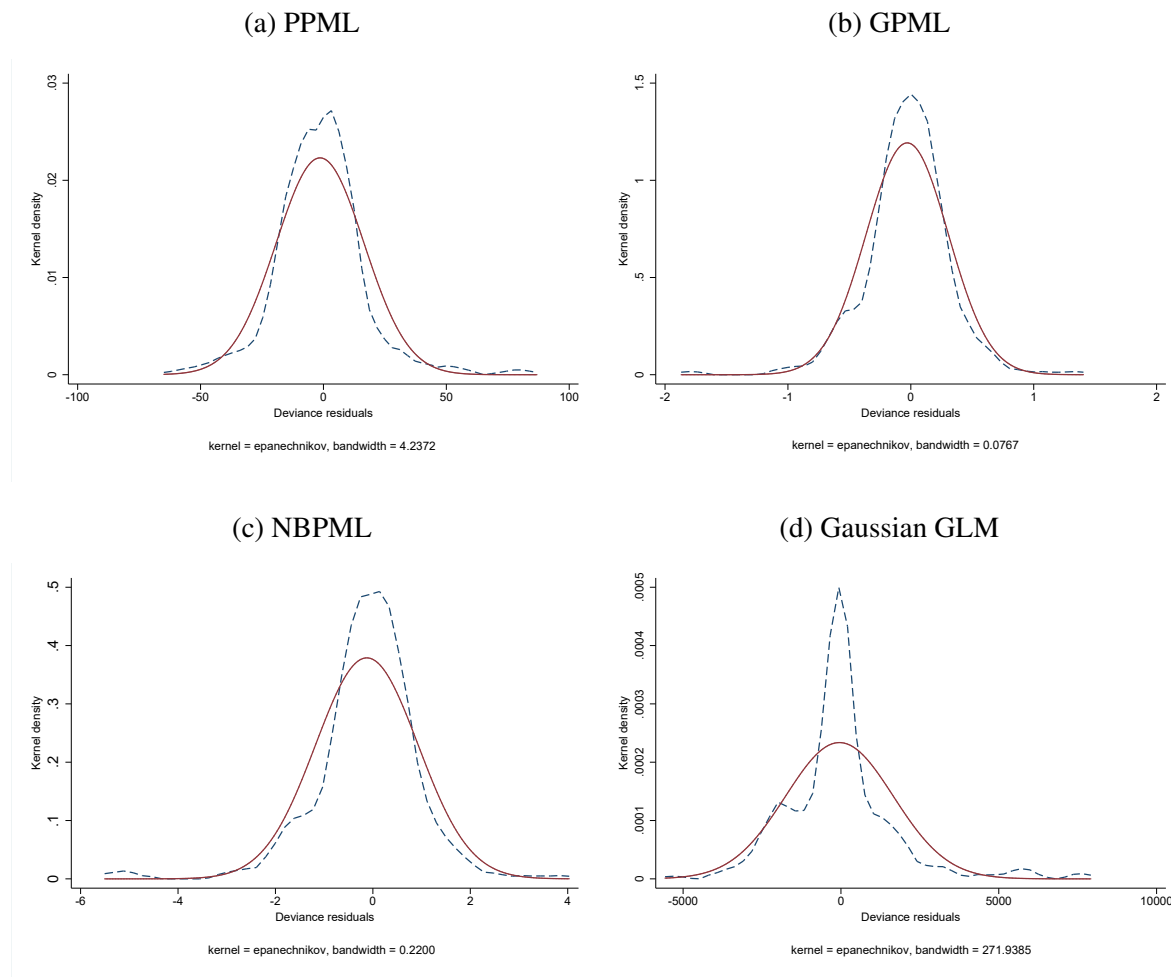 (a) PPML
.03
.02
.01
0
Kernel density
-100
-50
0
50
100
Deviance residuals
kernel = epanechnikov, bandwidth = 4.2372
(b) GPML
1.5
1
.5
0
Kernel density
-2
-1
0
1
2
Deviance residuals
kernel = epanechnikov, bandwidth = 0.0767
(c) NBPML
.5
.4
.3
.2
.1
0
Kernel density
-6
-4
-2
0
2
4
Deviance residuals
kernel = epanechnikov, bandwidth = 0.2200
(d) Gaussian GLM
.0005
.0004
.0003
.0002
.0001
0
Kernel density
-5000
0
5000
10000
Deviance residuals
kernel = epanechnikov, bandwidth = 271.9385